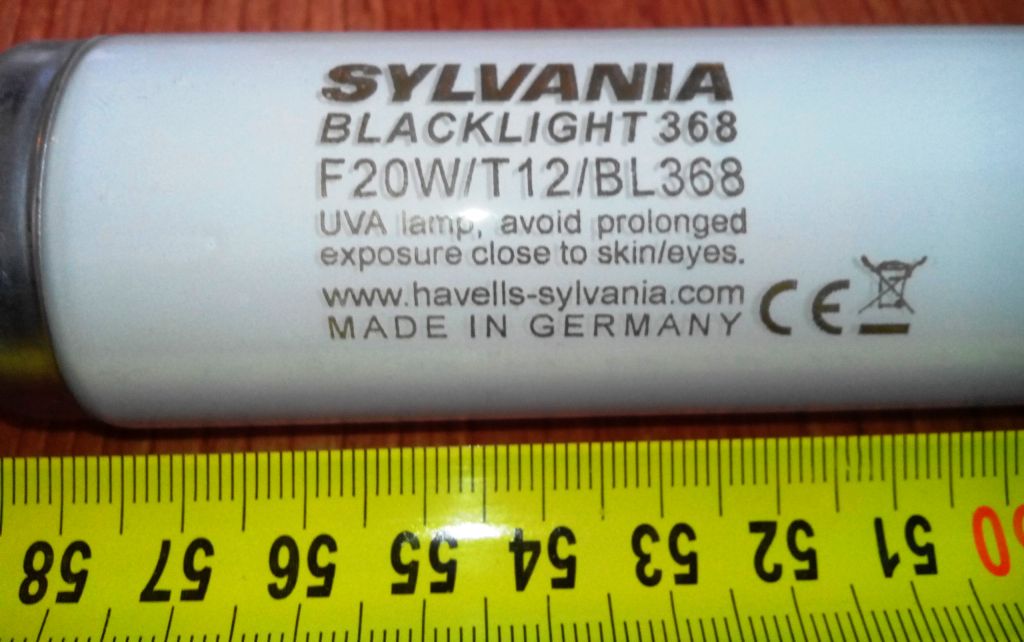 SYLVANIA
BLACKLIGHT 368
F20W/T12/BL368
UVA lamp, avoid prolonged
exposure close to skin/eyes.
www.havells-sylvania.com
MADE IN GERMANY CE
58 57 56 55 54 53 52 51 50